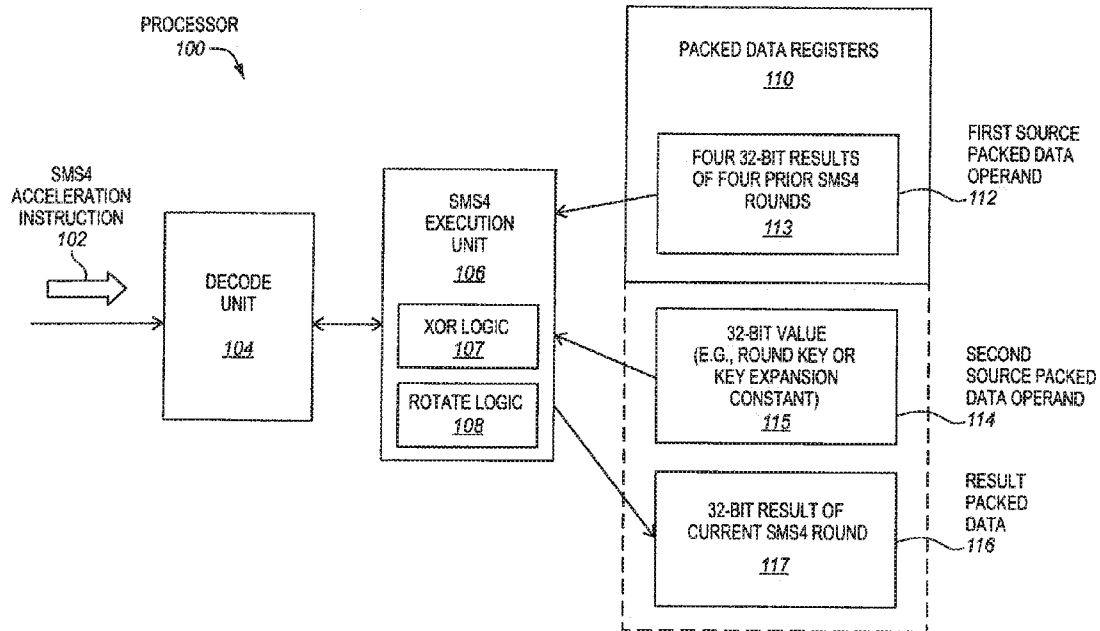 PROCESSOR
100
SMS4
ACCELERATION
INSTRUCTION
102
DECODE
UNIT
104
SMS4
EXECUTION
UNIT
106
XOR LOGIC
107
ROTATE LOGIC
108
PACKED DATA REGISTERS
110
FOUR 32-BIT RESULTS
OF FOUR PRIOR SMS4
ROUNDS
113
FIRST SOURCE
PACKED DATA
OPERAND
112
32-BIT VALUE
(E.G., ROUND KEY OR
KEY EXPANSION
CONSTANT)
115
SECOND
SOURCE PACKED
DATA OPERAND
114
32-BIT RESULT OF
CURRENT SMS4 ROUND
117
RESULT
PACKED
DATA
116